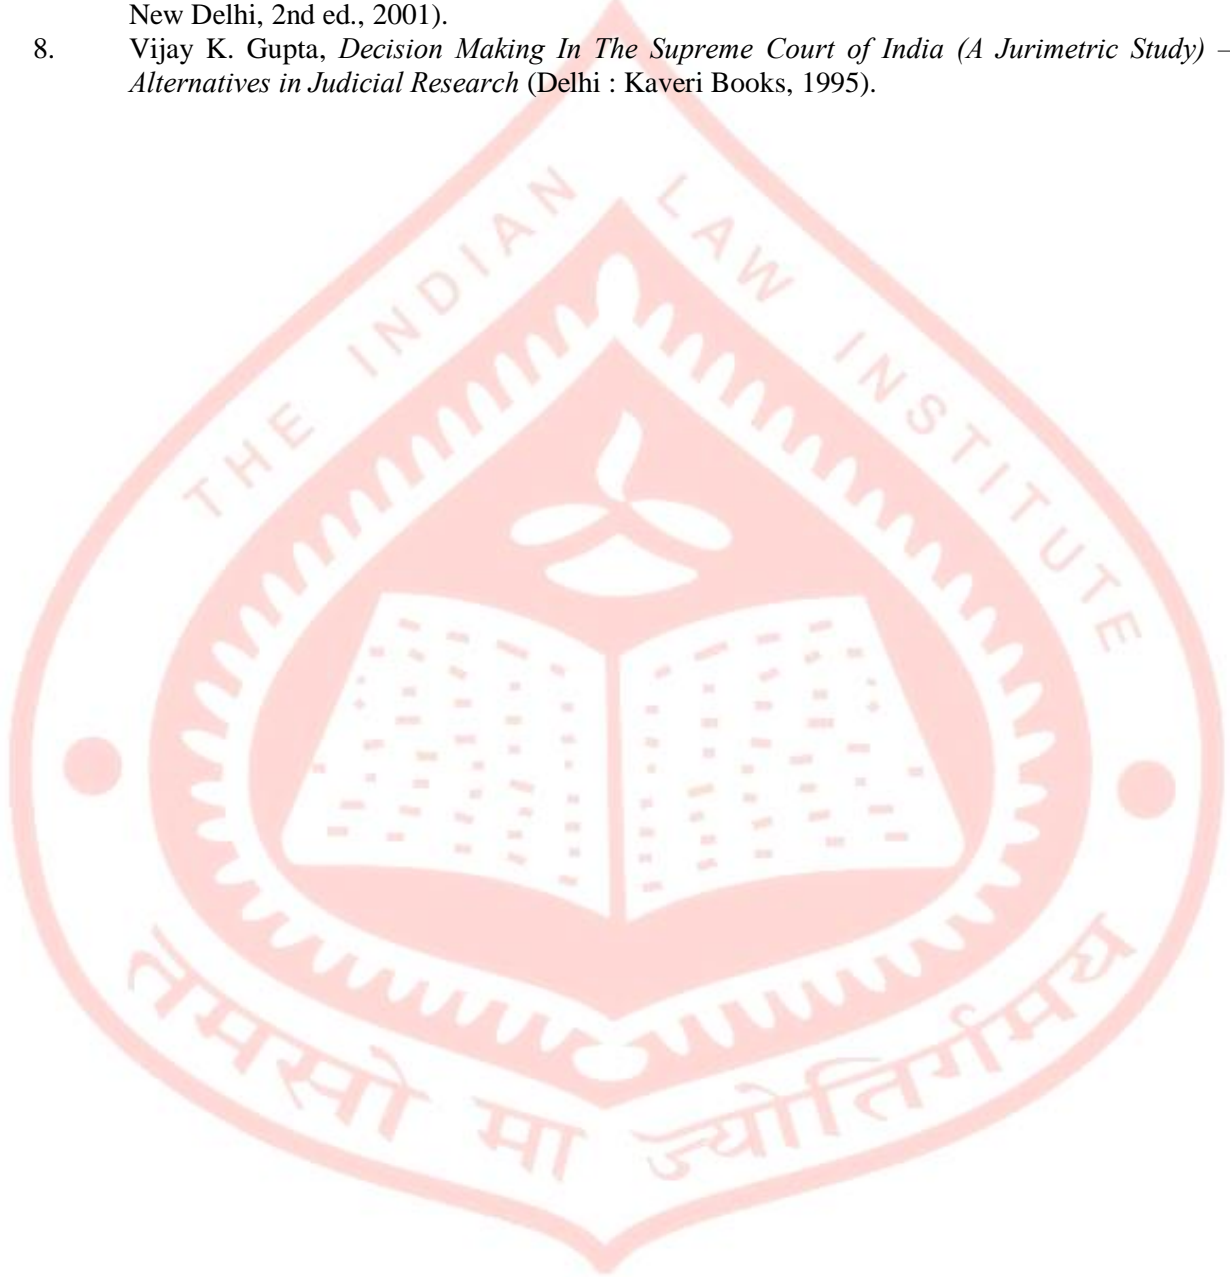 New Delhi, 2nd ed., 2001).
8. Vijay K. Gupta, Decision Making In The Supreme Court of India (A Jurimetric Study) –
Alternatives in Judicial Research (Delhi : Kaveri Books, 1995).
THE INDIAN LAW INSTITUTE
तमसो मा ज्योतिर्गमय